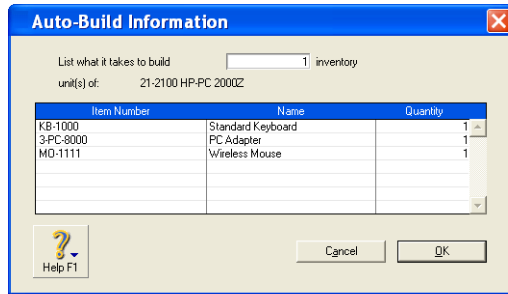 Auto-Build Information
List what it takes to build 1 inventory
unit(s) of: 21-2100 HP-PC 2000Z
Item Number Name Quantity
KB-1000 Standard Keyboard 1
3-PC-8000 PC Adapter 1
MO-1111 Wireless Mouse 1
Help F1
Cancel OK